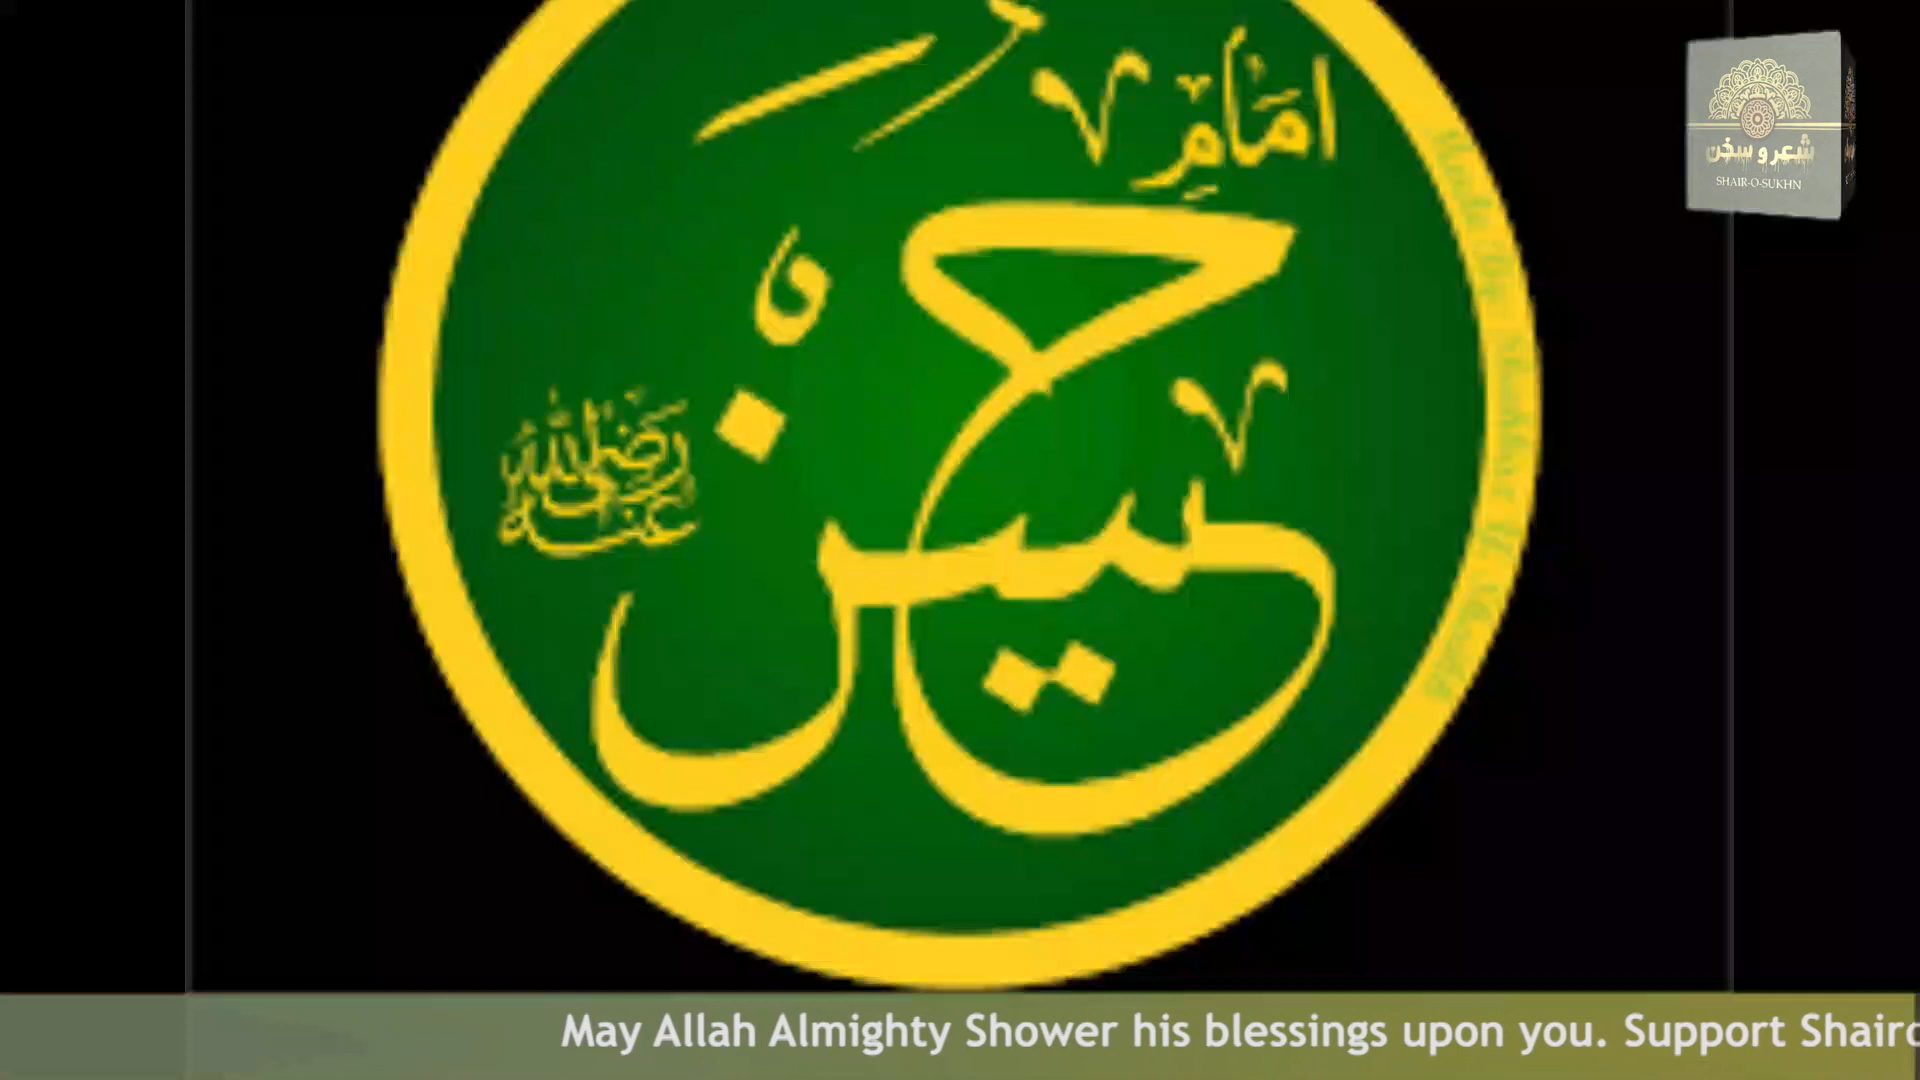 امامِ
حسین
رضی اللہ عنہ
شعر و سخن
SHAIR-O-SUKHN
May Allah Almighty Shower his blessings upon you. Support Shairo